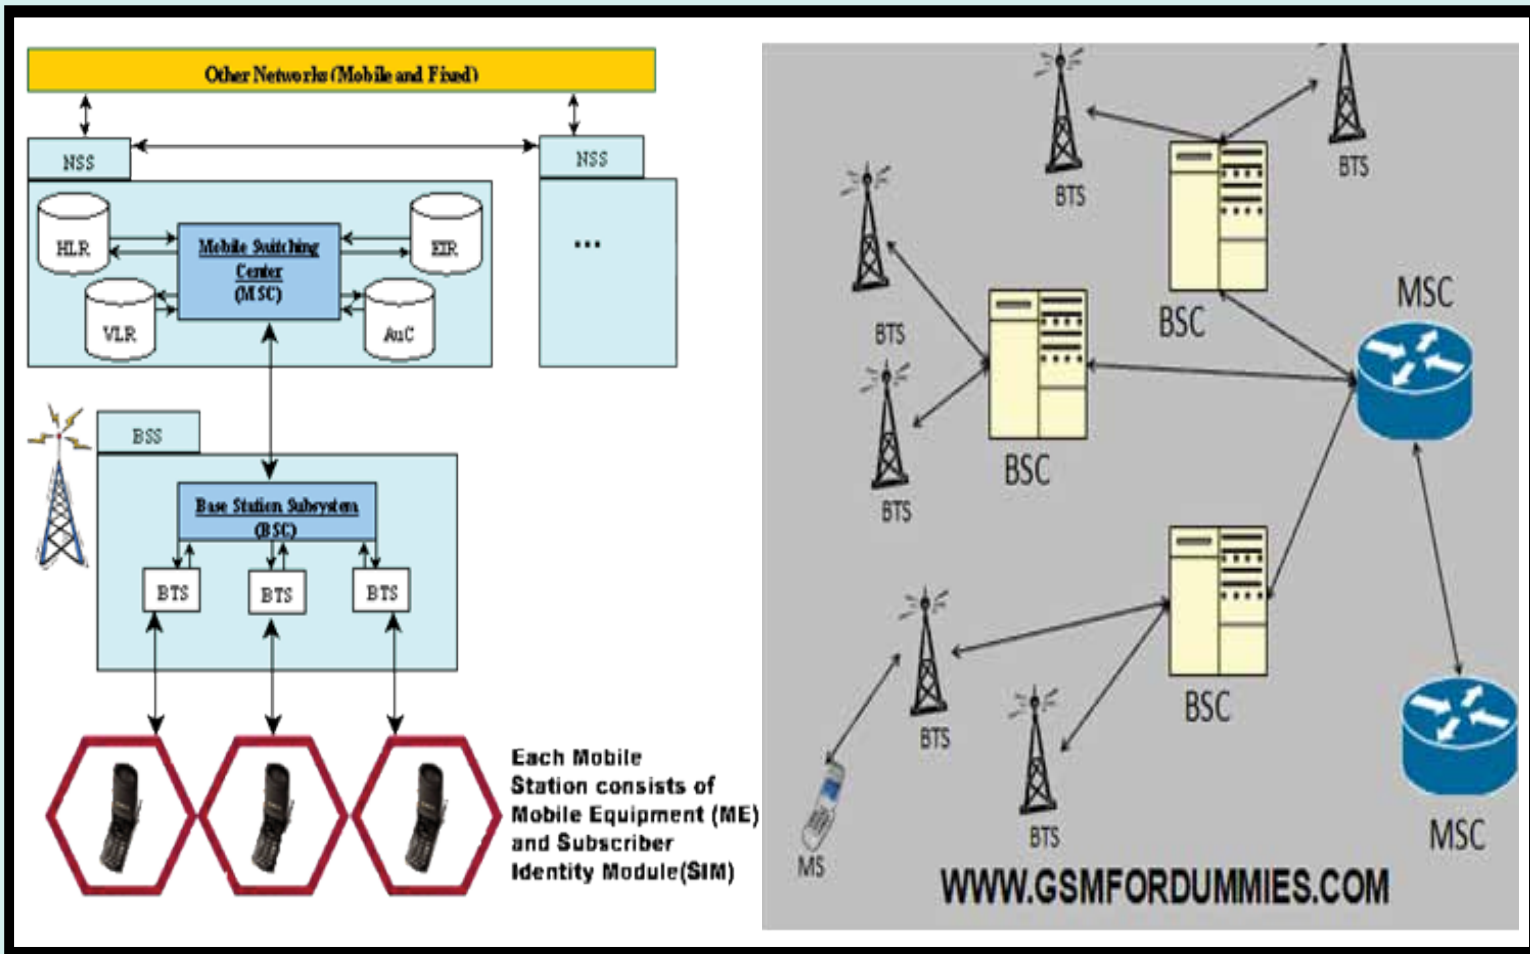 Other Networks (Mobile and Fixed)
NSS
NSS
HLR
Mobile Switching
Center
(MSC)
EIR
VLR
AuC
...
BSS
Base Station Subsystem
(BSC)
BTS
BTS
BTS
Each Mobile
Station consists of
Mobile Equipment (ME)
and Subscriber
Identity Module(SIM)
BTS
BTS
BSC
MSC
BTS
BSC
BTS
BSC
BTS
MS
BTS
MSC
WWW.GSMFORDUMMIES.COM